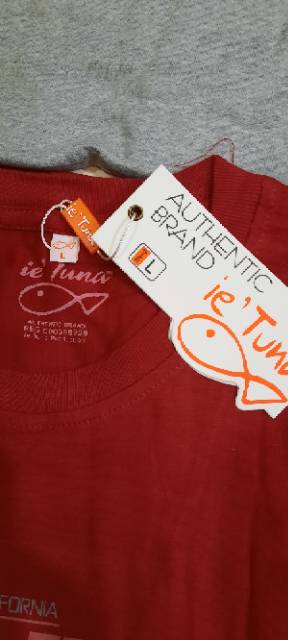 AUTHENTIC
BRAND
L
ie'Tuna
ie'Tuna
L
ie'Tuna
AUTHENTIC BRAND
FORNIA